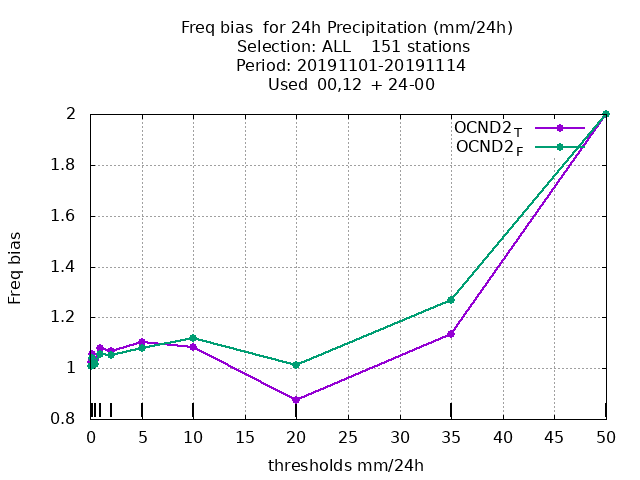 Freq bias  for 24h Precipitation (mm/24h)
Selection: ALL    151 stations
Period: 20191101-20191114
Used  00,12  + 24-00
OCND2_T
OCND2_F
2
1.8
1.6
1.4
1.2
1
0.8
Freq bias
0 5 10 15 20 25 30 35 40 45 50
thresholds mm/24h